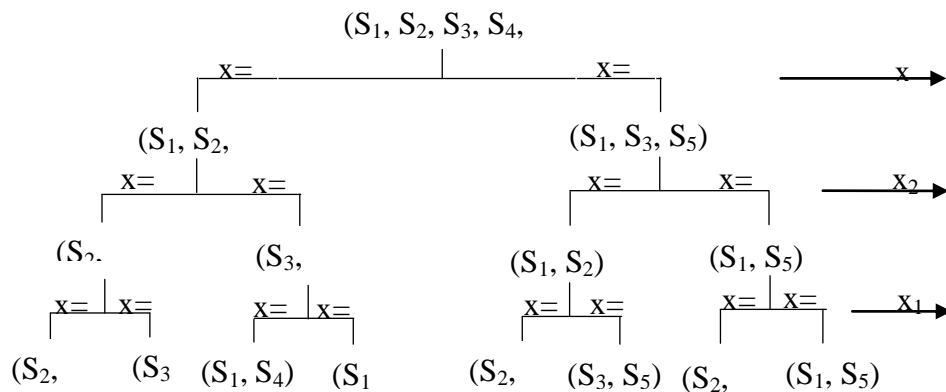 (S₁, S₂, S₃, S₄,
x= x= x
(S₁, S₂, (S₁, S₃, S₅)
x= x= x= x= x₂
(S₂, (S₃, (S₁, S₂) (S₁, S₅)
x= x= x= x= x= x= x= x= x₁
(S₂, (S₃ (S₁, S₄) (S₁ (S₂, (S₃, S₅) (S₂, (S₁, S₅)